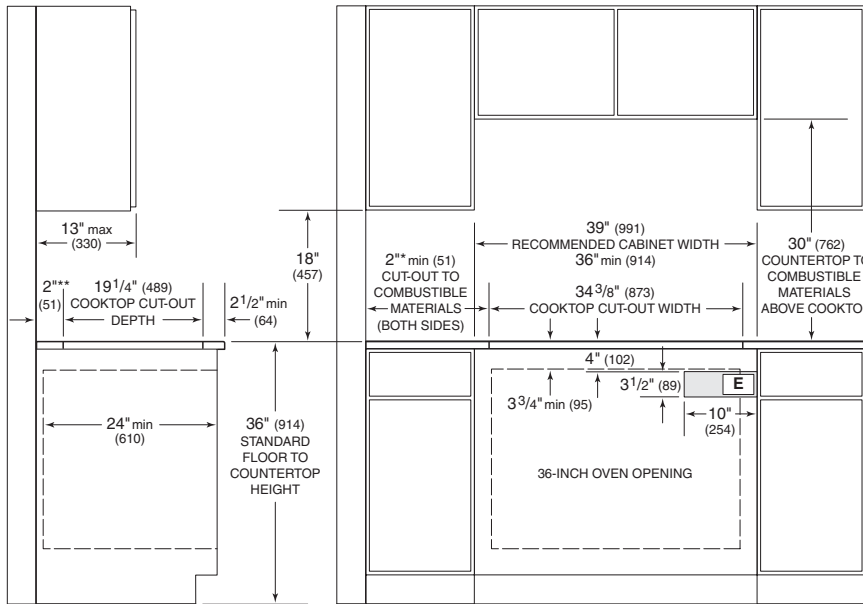 13" max
(330)
2"**
(51)
19 1/4" (489)
COOKTOP CUT-OUT
DEPTH
2 1/2" min
(64)
18"
(457)
24" min
(610)
36" (914)
STANDARD
FLOOR TO
COUNTERTOP
HEIGHT
39" (991)
RECOMMENDED CABINET WIDTH
36" min (914)
2"* min (51)
CUT-OUT TO
COMBUSTIBLE
MATERIALS
(BOTH SIDES)
34 3/8" (873)
COOKTOP CUT-OUT WIDTH
30" (762)
COUNTERTOP TO
COMBUSTIBLE
MATERIALS
ABOVE COOKTO
4" (102)
3 1/2" (89)
E
3 3/4" min (95)
10"
(254)
36-INCH OVEN OPENING